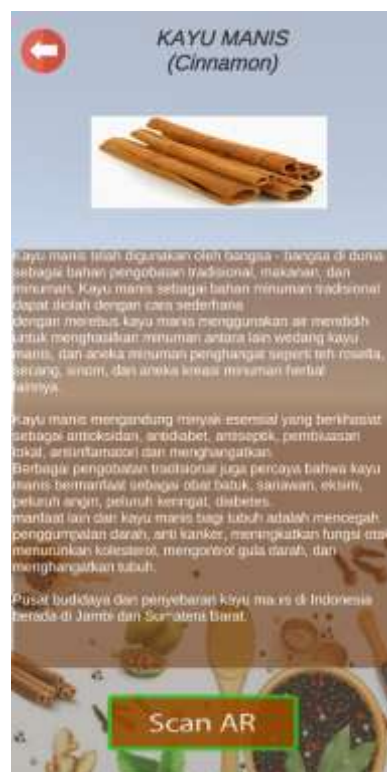 KAYU MANIS
(Cinnamon)
Kayu manis telah digunakan oleh bangsa - bangsa di dunia
sebagai bahan pengobatan tradisional, makanan, dan
minuman. Kayu manis sebagai bahan minuman tradisional
dapat diolah dengan cara sederhana
dengan merebus kayu manis menggunakan air mendidih
untuk menghasilkan minuman antara lain wedang kayu
manis, dan aneka minuman penghangat seperti teh rosella,
secang, sinom, dan aneka kreasi minuman herbal
lainnya.
Kayu manis mengandung minyak esensial yang berkhasiat
sebagai antioksidan, antidiabet, antiseptik, pembiusan
lokal, antiinflamatori dan menghangatkan.
Berbagai pengobatan tradisional juga percaya bahwa kayu
manis bermanfaat sebagai obat batuk, sariawan, eksim,
peluruh angin, peluruh keringat, diabetes.
manfaat lain dari kayu manis bagi tubuh adalah mencegah
penggumpalan darah, anti kanker, meningkatkan fungsi otak
menurunkan kolesterol, mengontrol gula darah, dan
menghangatkan tubuh.
Pusat budidaya dan penyebaran kayu manis di Indonesia
berada di Jambi dan Sumatera Barat.
Scan AR